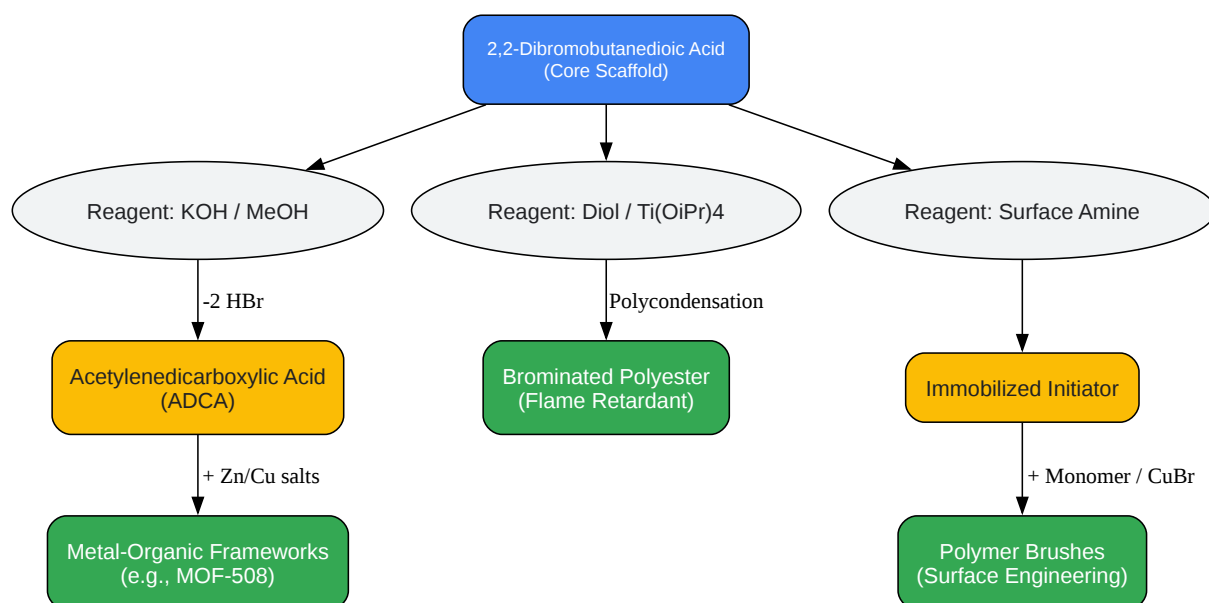 2,2-Dibromobutanedioic Acid
(Core Scaffold)
Reagent: KOH / MeOH
Reagent: Diol / Ti(OiPr)4
Reagent: Surface Amine
-2 HBr
Polycondensation
Acetylenedicarboxylic Acid
(ADCA)
Brominated Polyester
(Flame Retardant)
Immobilized Initiator
+ Zn/Cu salts
+ Monomer / CuBr
Metal-Organic Frameworks
(e.g., MOF-508)
Polymer Brushes
(Surface Engineering)